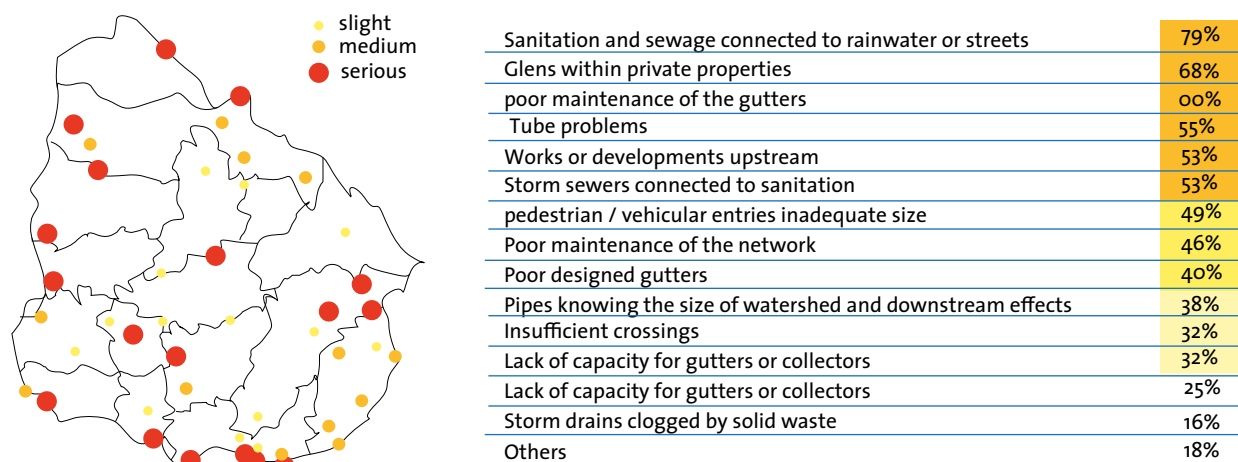 slight
medium
serious
Sanitation and sewage connected to rainwater or streets 79%
Glens within private properties 68%
poor maintenance of the gutters 00%
Tube problems 55%
Works or developments upstream 53%
Storm sewers connected to sanitation 53%
pedestrian / vehicular entries inadequate size 49%
Poor maintenance of the network 46%
Poor designed gutters 40%
Pipes knowing the size of watershed and downstream effects 38%
Insufficient crossings 32%
Lack of capacity for gutters or collectors 32%
Lack of capacity for gutters or collectors 25%
Storm drains clogged by solid waste 16%
Others 18%